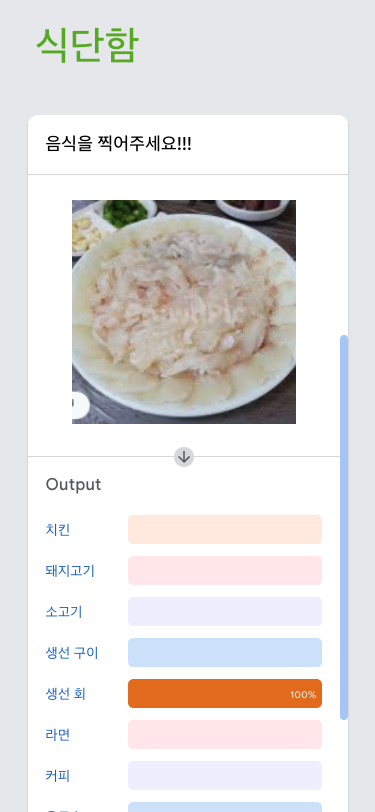 식단함
음식을 찍어주세요!!!
Output
치킨
돼지고기
소고기
생선 구이
생선 회
100%
라면
커피